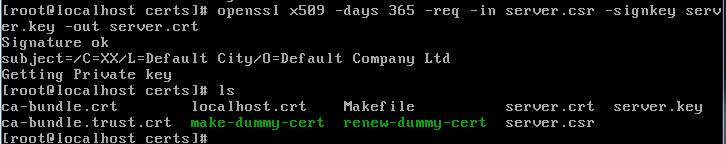 [root@localhost certs]# openssl x509 -days 365 -req -in server.csr -signkey serv
er.key -out server.crt
Signature ok
subject=/C=XX/L=Default City/O=Default Company Ltd
Getting Private key
[root@localhost certs]# ls
ca-bundle.crt localhost.crt Makefile server.crt server.key
ca-bundle.trust.crt make-dummy-cert renew-dummy-cert server.csr
[root@localhost certs]#